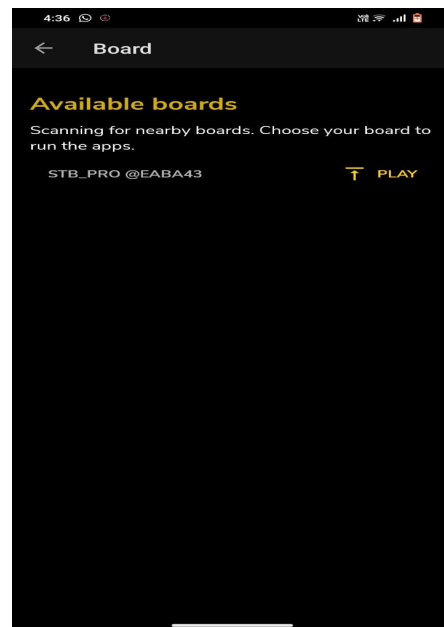 4:36
Board
Available boards
Scanning for nearby boards. Choose your board to
run the apps.
STB_PRO @EABA43 PLAY